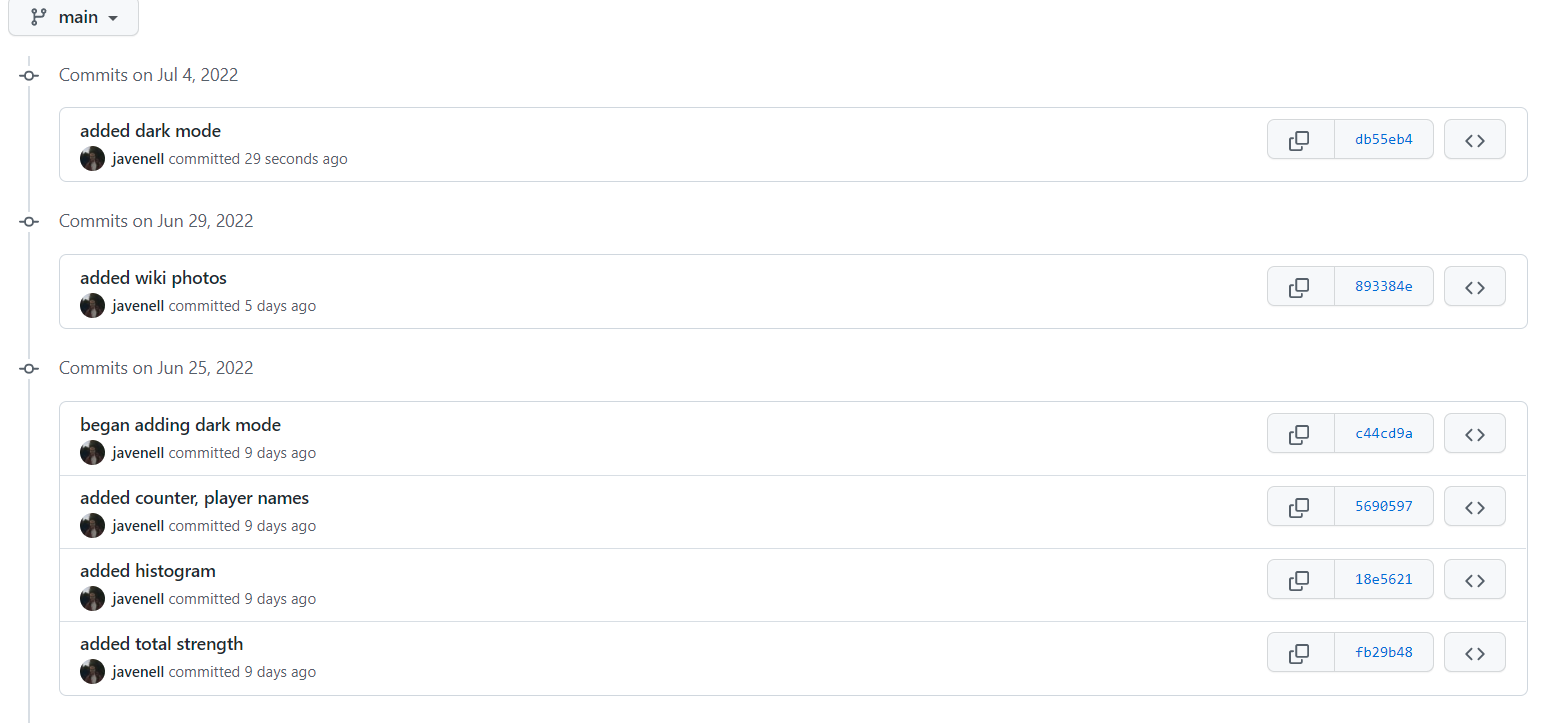 main
Commits on Jul 4, 2022
added dark mode
javenell committed 29 seconds ago
db55eb4
Commits on Jun 29, 2022
added wiki photos
javenell committed 5 days ago
893384e
Commits on Jun 25, 2022
began adding dark mode
javenell committed 9 days ago
c44cd9a
added counter, player names
javenell committed 9 days ago
5690597
added histogram
javenell committed 9 days ago
18e5621
added total strength
javenell committed 9 days ago
fb29b48